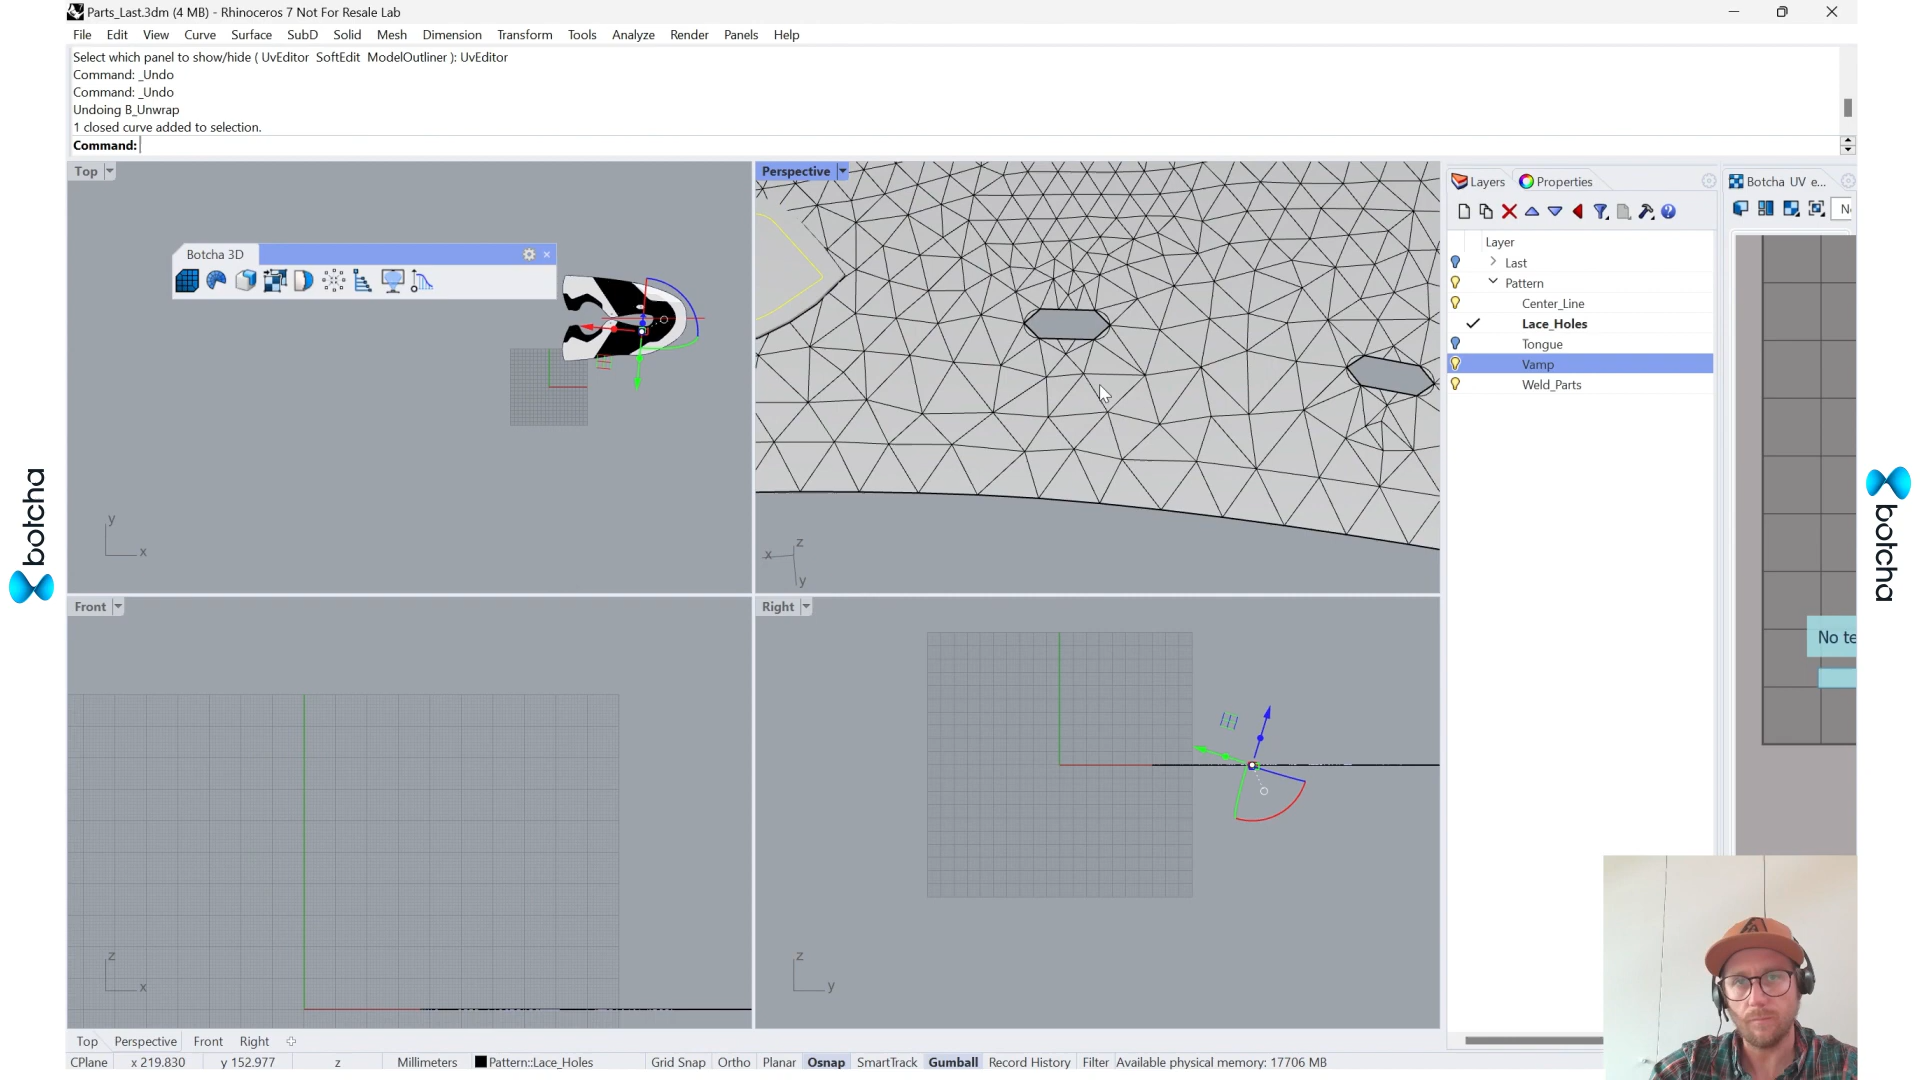 Parts_Last.3dm (4 MB) - Rhinoceros 7 Not For Resale Lab
File Edit View Curve Surface SubD Solid Mesh Dimension Transform Tools Analyze Render Panels Help
Select which panel to show/hide ( UvEditor SoftEdit ModelOutliner ): UvEditor
Command: _Undo
Command: _Undo
Undoing B_Unwrap
1 closed curve added to selection.
Command:
Top
Perspective
Layers
Properties
Botcha UV e...
Botcha 3D
Layer
Last
Pattern
Center_Line
Lace_Holes
Tongue
Vamp
Weld_Parts
No te
botcha
botcha
y
x
z
x
y
Front
Right
z
x
z
y
Top Perspective Front Right
CPlane x 219.830 y 152.977 z Millimeters Pattern::Lace_Holes Grid Snap Ortho Planar Osnap SmartTrack Gumball Record History Filter Available physical memory: 17706 MB